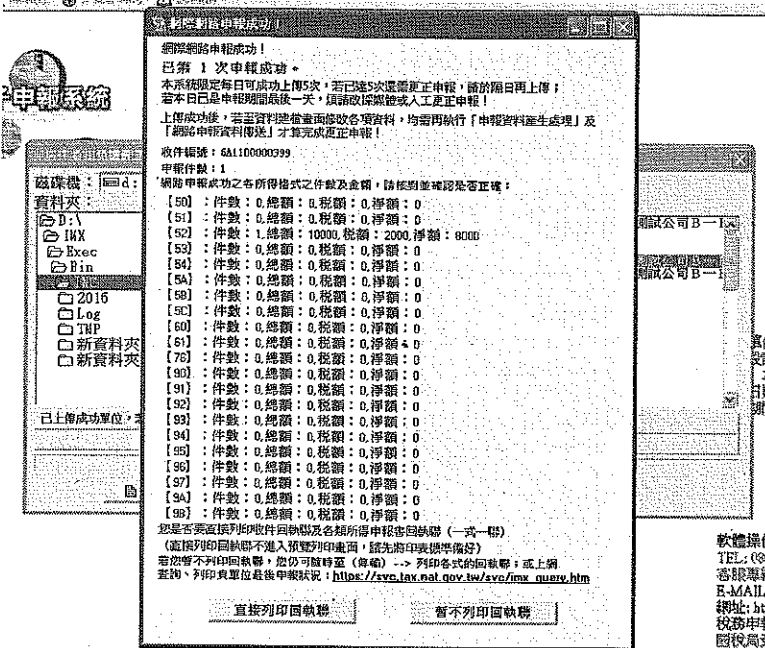 申報系統
網際網路申報成功！
網際網路申報成功！
已第 1 次申報成功。
本系統限定每日可成功上傳5次，若已達5次還需更正申報，請於隔日再上傳；
若本日已是申報期間最後一天，須請改採媒體或人工更正申報！
上傳成功後，若至資料建檔畫面修改各項資料，均需再執行「申報資料產生處理」及
「網路申報資料傳送」才算完成更正申報！
收件編號：6A1100000399
申報件數：1
網路申報成功之各所得格式之件數及金額，請核對並確認是否正確：
【50】：件數：0,總額：0,稅額：0,淨額：0
【51】：件數：0,總額：0,稅額：0,淨額：0
【52】：件數：1,總額：10000,稅額：2000,淨額：8000
【53】：件數：0,總額：0,稅額：0,淨額：0
【54】：件數：0,總額：0,稅額：0,淨額：0
【5A】：件數：0,總額：0,稅額：0,淨額：0
【5B】：件數：0,總額：0,稅額：0,淨額：0
【5C】：件數：0,總額：0,稅額：0,淨額：0
【60】：件數：0,總額：0,稅額：0,淨額：0
【61】：件數：0,總額：0,稅額：0,淨額：0
【76】：件數：0,總額：0,稅額：0,淨額：0
【90】：件數：0,總額：0,稅額：0,淨額：0
【91】：件數：0,總額：0,稅額：0,淨額：0
【92】：件數：0,總額：0,稅額：0,淨額：0
【93】：件數：0,總額：0,稅額：0,淨額：0
【94】：件數：0,總額：0,稅額：0,淨額：0
【95】：件數：0,總額：0,稅額：0,淨額：0
【96】：件數：0,總額：0,稅額：0,淨額：0
【97】：件數：0,總額：0,稅額：0,淨額：0
【9A】：件數：0,總額：0,稅額：0,淨額：0
【9B】：件數：0,總額：0,稅額：0,淨額：0
您是否要直接列印收件回執聯及各類所得申報書回執聯（一式一聯）
（直接列印回執聯不進入預覽列印畫面，請先將印表機準備好）
若您暫不列印回執聯，您仍可隨時至（傳輸）--> 列印各式的回執聯；或上網
查詢、列印貴單位最後申報狀況：https://svc.tax.nat.gov.tw/svc/imx_query.htm
直接列印回執聯
暫不列印回執聯
磁碟機：
d:
資料夾：
D:\
IMX
Exec
Bin
2016
Log
TMP
新資料夾
新資料夾
已上傳成功單位，
測試公司B－1
測試公司B－1
軟體操
TEL: (0
客服專
E-MAIL
網址: ht
稅務申
國稅局